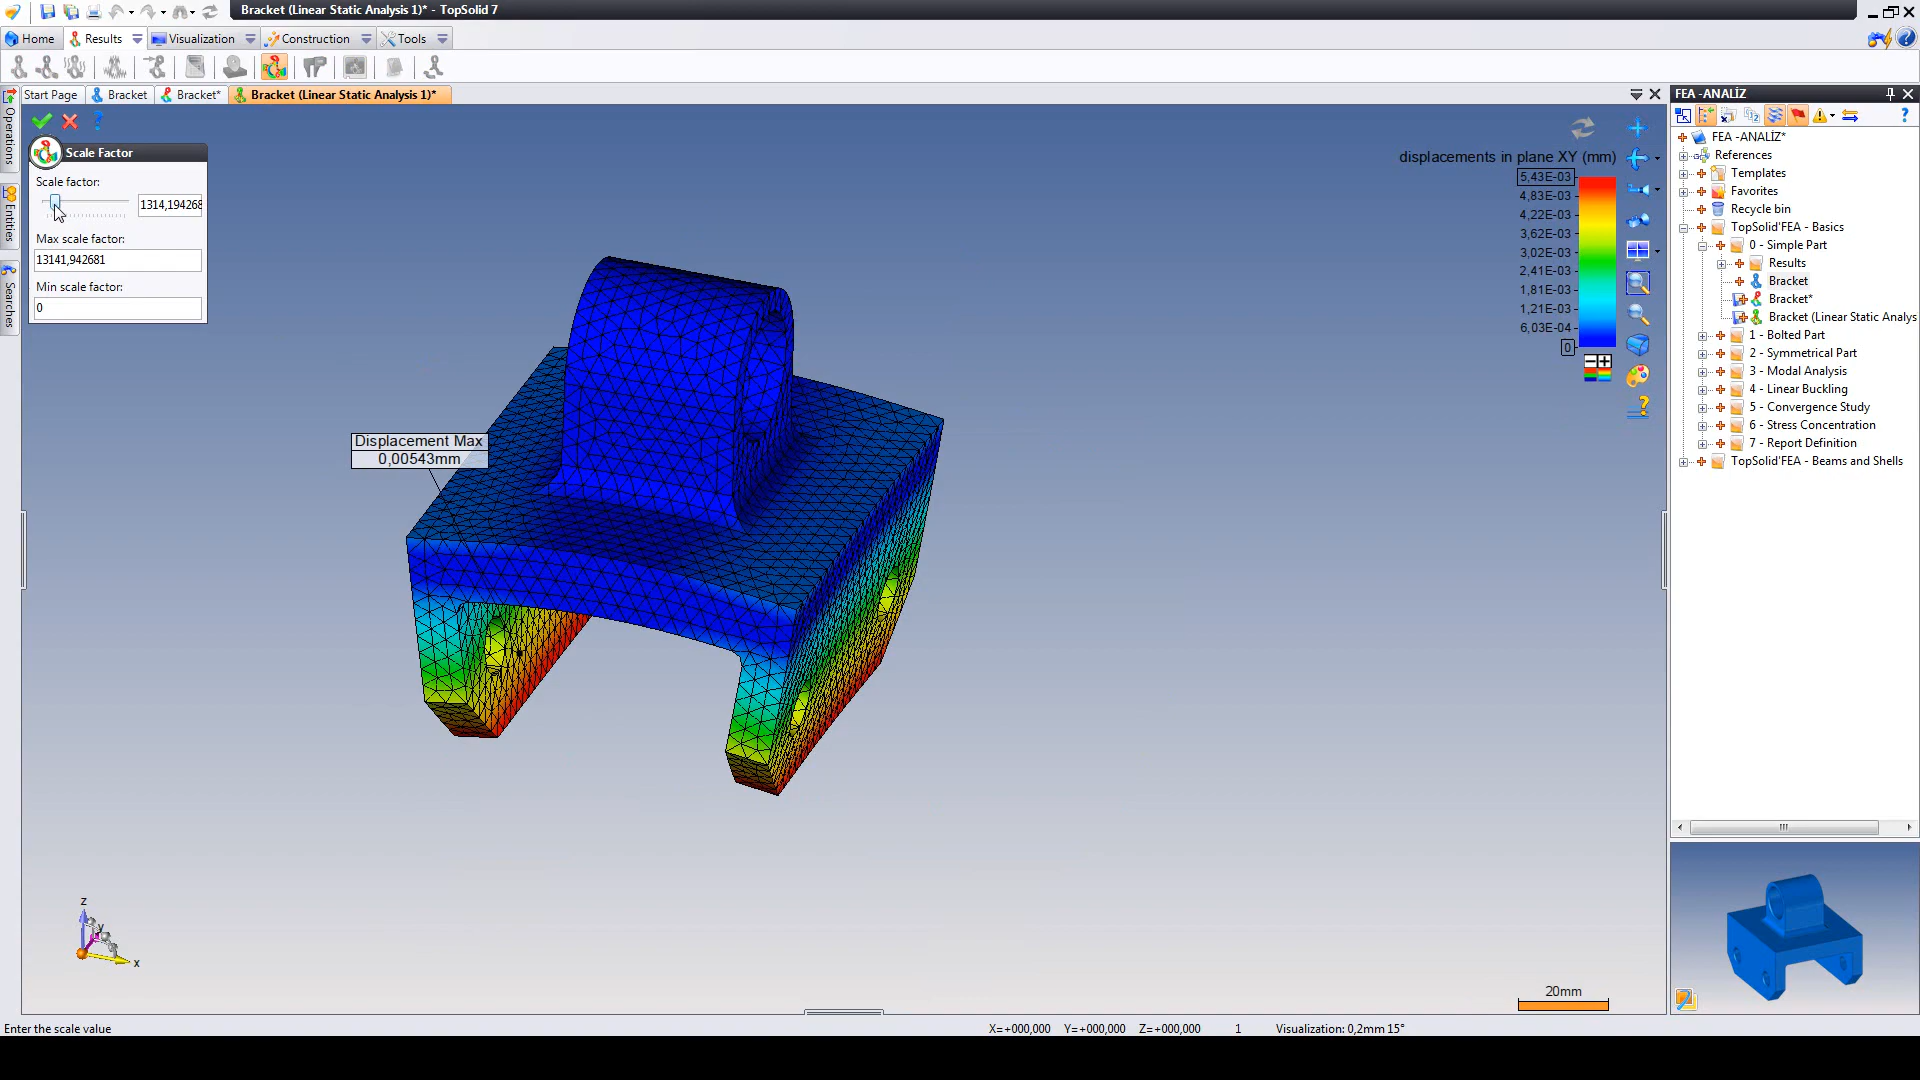 Bracket (Linear Static Analysis 1)* - TopSolid 7
Home
Results
Visualization
Construction
Tools
Start Page
Bracket
Bracket*
Bracket (Linear Static Analysis 1)*
Operations
Entities
Searches
Scale Factor
Scale factor:
1314,194268
Max scale factor:
13141,942681
Min scale factor:
0
displacements in plane XY (mm)
5,43E-03
4,83E-03
4,22E-03
3,62E-03
3,02E-03
2,41E-03
1,81E-03
1,21E-03
6,03E-04
0
Displacement Max
0,00543mm
z
y
x
20mm
FEA -ANALİZ
FEA -ANALİZ*
References
Templates
Favorites
Recycle bin
TopSolid'FEA - Basics
0 - Simple Part
Results
Bracket
Bracket*
Bracket (Linear Static Analys
1 - Bolted Part
2 - Symmetrical Part
3 - Modal Analysis
4 - Linear Buckling
5 - Convergence Study
6 - Stress Concentration
7 - Report Definition
TopSolid'FEA - Beams and Shells
Enter the scale value
X=+000,000 Y=+000,000 Z=+000,000 1 Visualization: 0,2mm 15°